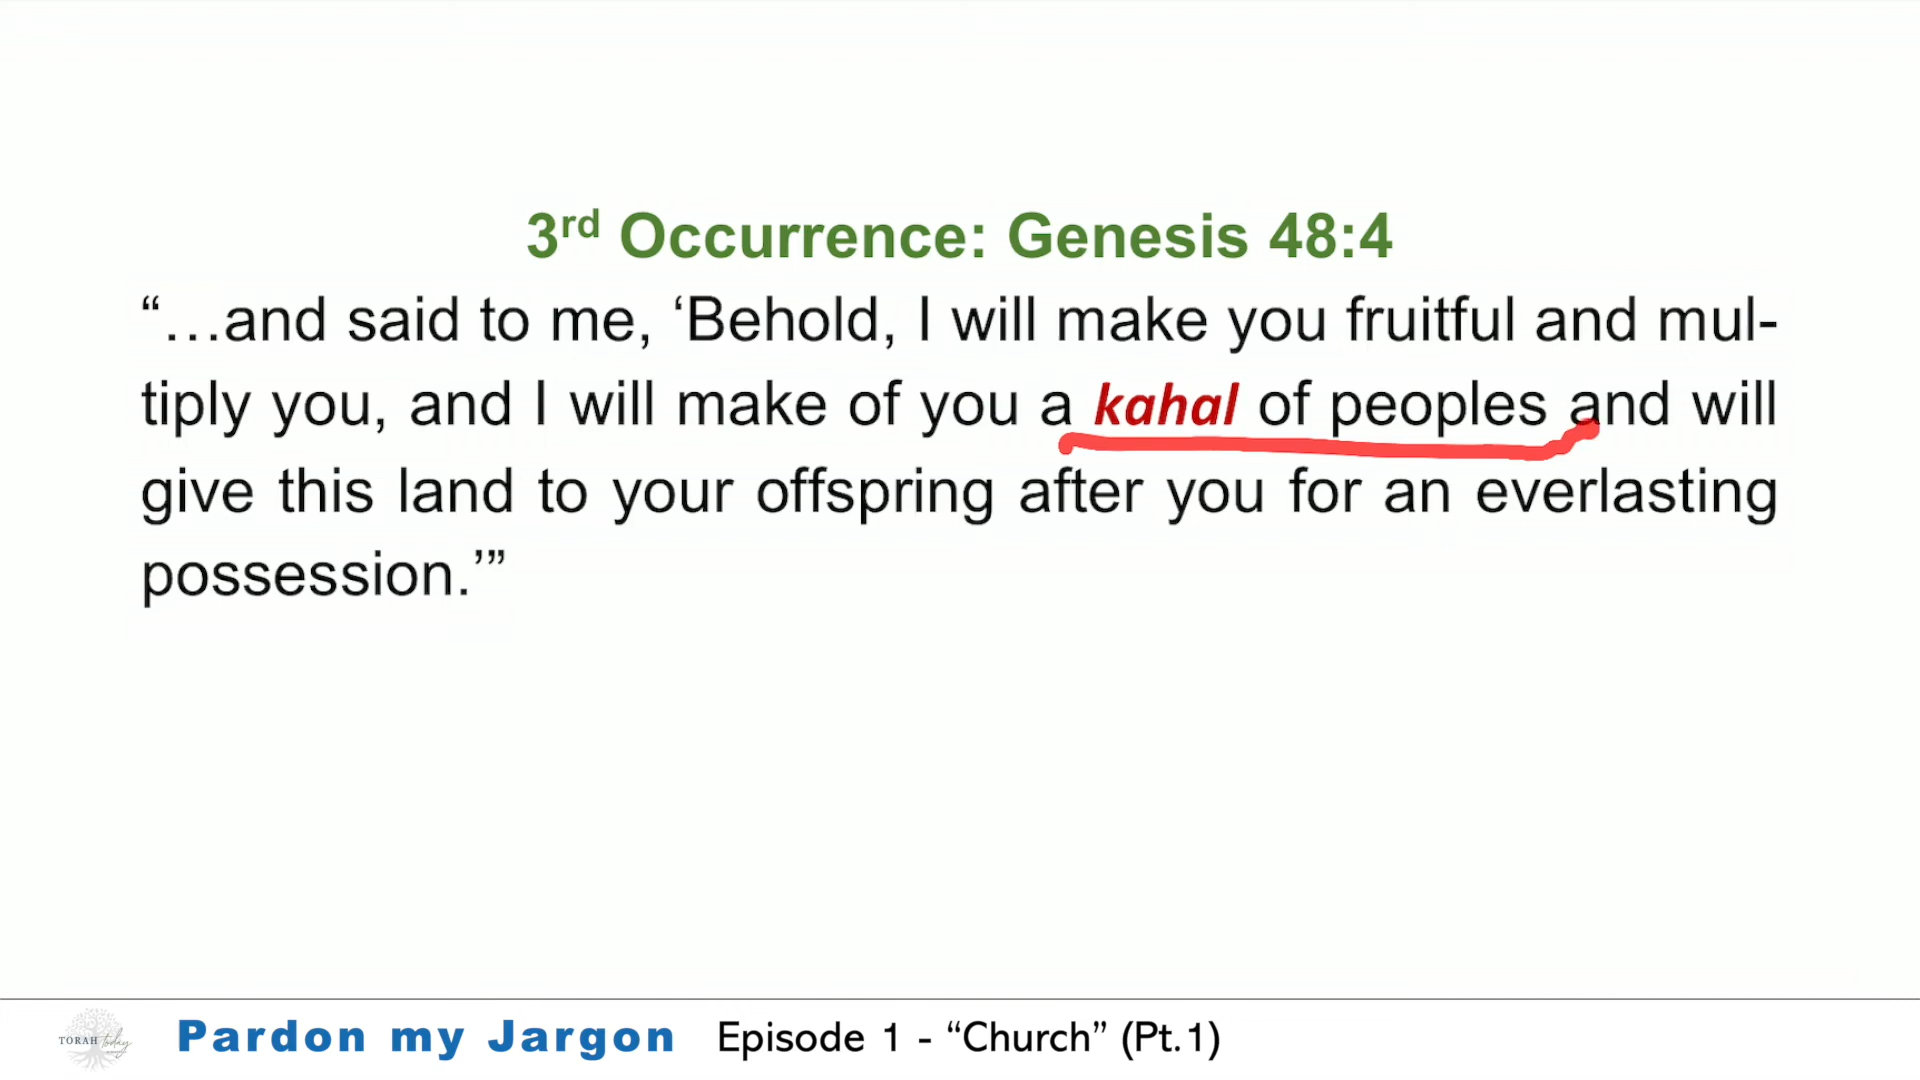 3rd Occurrence: Genesis 48:4
“…and said to me, ‘Behold, I will make you fruitful and mul-
tiply you, and I will make of you a kahal of peoples and will
give this land to your offspring after you for an everlasting
possession.’”
TORAH today
Pardon my Jargon Episode 1 - “Church” (Pt.1)